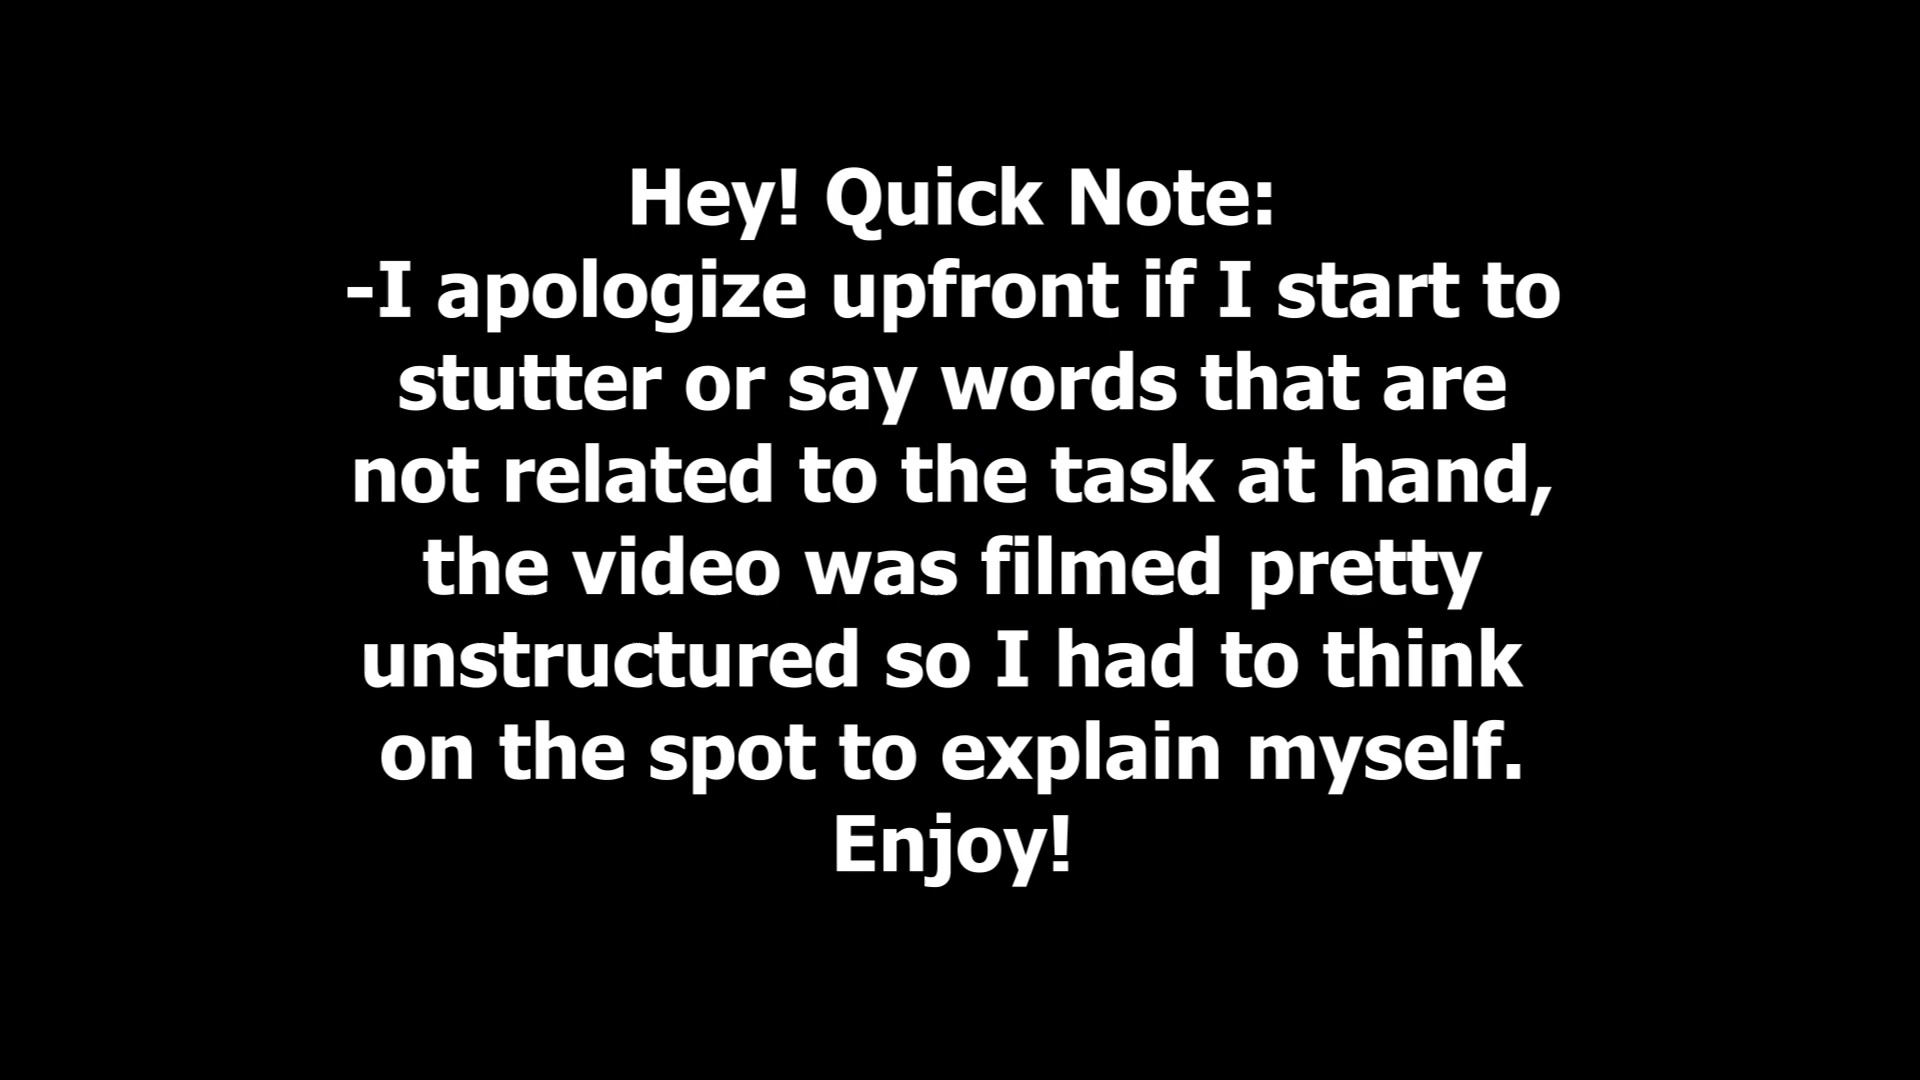 Hey! Quick Note:
-I apologize upfront if I start to
stutter or say words that are
not related to the task at hand,
the video was filmed pretty
unstructured so I had to think
on the spot to explain myself.
Enjoy!